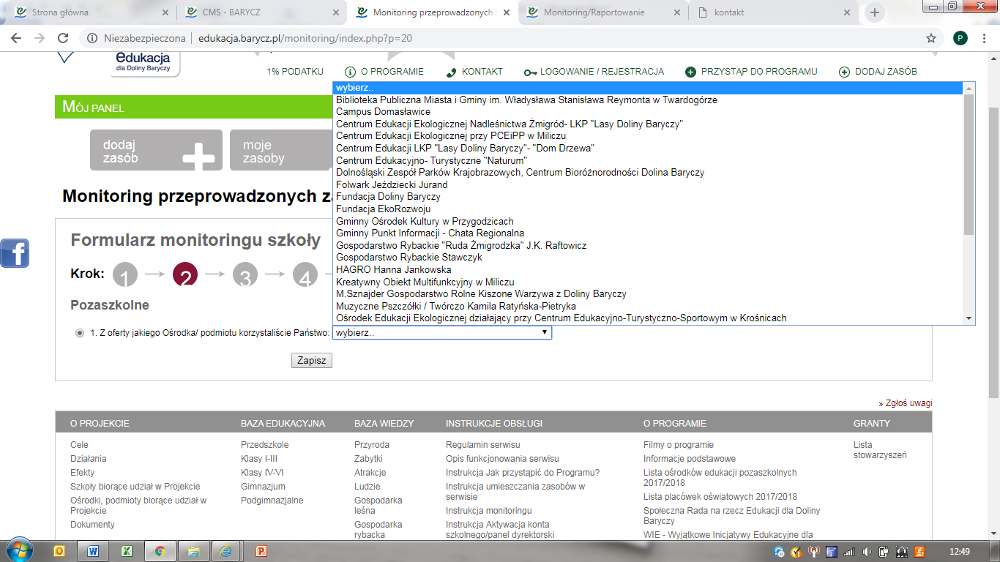 Strona główna
CMS - BARYCZ
Monitoring przeprowadzonych
Monitoring/Raportowanie
kontakt
Niezabezpieczona
edukacja.barycz.pl/monitoring/index.php?p=20
P
edukacja
dla Doliny Baryczy
1% PODATKU
O PROGRAMIE
KONTAKT
LOGOWANIE / REJESTRACJA
PRZYSTĄP DO PROGRAMU
DODAJ ZASÓB
MÓJ PANEL
dodaj
zasób
moje
zasoby
Monitoring przeprowadzonych
wybierz..
Biblioteka Publiczna Miasta i Gminy im. Władysława Stanisława Reymonta w Twardogórze
Campus Domasławice
Centrum Edukacji Ekologicznej Nadleśnictwa Żmigród- LKP "Lasy Doliny Baryczy"
Centrum Edukacji Ekologicznej przy PCEiPP w Miliczu
Centrum Edukacji LKP "Lasy Doliny Baryczy"- "Dom Drzewa"
Centrum Edukacyjno- Turystyczne "Naturum"
Dolnośląski Zespół Parków Krajobrazowych, Centrum Bioróżnorodności Dolina Baryczy
Folwark Jeździecki Jurand
Fundacja Doliny Baryczy
Fundacja EkoRozwoju
Gminny Ośrodek Kultury w Przygodzicach
Gminny Punkt Informacji - Chata Regionalna
Gospodarstwo Rybackie "Ruda Żmigrodzka" J.K. Raftowicz
Gospodarstwo Rybackie Stawczyk
HAGRO Hanna Jankowska
Kreatywny Obiekt Multifunkcyjny w Miliczu
M.Sznajder Gospodarstwo Rolne Kiszone Warzywa z Doliny Baryczy
Muzyczne Pszczółki / Twórczo Kamila Ratyńska-Pietryka
Ośrodek Edukacji Ekologicznej działający przy Centrum Edukacyjno-Turystyczno-Sportowym w Krośnicach
Formularz monitoringu szkoły
Krok: 1 2 3 4
Pozaszkolne
1. Z oferty jakiego Ośrodka/ podmiotu korzystaliście Państwo: wybierz..
Zapisz
» Zgłoś uwagi
O PROJEKCIE
Cele
Działania
Efekty
Szkoły biorące udział w Projekcie
Ośrodki, podmioty biorące udział w
Projekcie
Dokumenty
BAZA EDUKACYJNA
Przedszkole
Klasy I-III
Klasy IV-VI
Gimnazjum
Podgimnazjalne
BAZA WIEDZY
Przyroda
Zabytki
Atrakcje
Ludzie
Gospodarka
leśna
Gospodarka
rybacka
INSTRUKCJE OBSŁUGI
Regulamin serwisu
Opis funkcjonowania serwisu
Instrukcja Jak przystąpić do Programu?
Instrukcja umieszczania zasobów w
serwisie
Instrukcja monitoringu
Instrukcja Aktywacja konta
szkolnego/panel dyrektorski
O PROGRAMIE
Filmy o programie
Informacje podstawowe
Lista ośrodków edukacji pozaszkolnych
2017/2018
Lista placówek oświatowych 2017/2018
Społeczna Rada na rzecz Edukacji dla Doliny
Baryczy
WIE - Wyjątkowe Inicjatywy Edukacyjne dla
GRANTY
Lista
stowarzyszeń
12:49